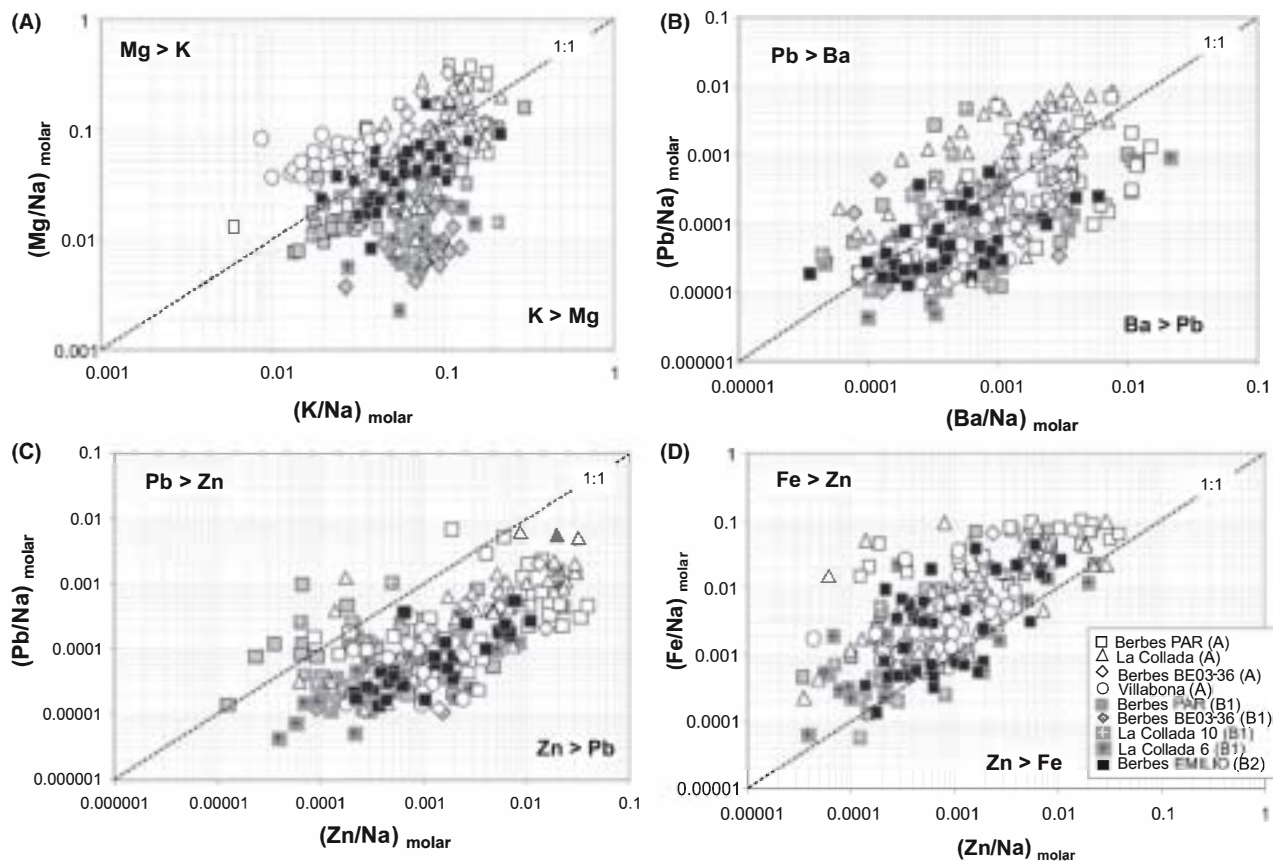 (A)
Mg > K
1:1
K > Mg
1
0.1
0.01
0.001
0.001
0.01
0.1
1
(Mg/Na) molar
(K/Na) molar
(B)
Pb > Ba
1:1
Ba > Pb
0.1
0.01
0.001
0.0001
0.00001
0.000001
0.00001
0.0001
0.001
0.01
0.1
(Pb/Na) molar
(Ba/Na) molar
(C)
Pb > Zn
1:1
Zn > Pb
0.1
0.01
0.001
0.0001
0.00001
0.000001
0.000001
0.00001
0.0001
0.001
0.01
0.1
(Pb/Na) molar
(Zn/Na) molar
(D)
Fe > Zn
1:1
Zn > Fe
1
0.1
0.01
0.001
0.0001
0.00001
0.00001
0.0001
0.001
0.01
0.1
1
(Fe/Na) molar
(Zn/Na) molar
Berbes PAR (A)
La Collada (A)
Berbes BE03-36 (A)
Villabona (A)
Berbes PAR (B1)
Berbes BE03-36 (B1)
La Collada 10 (B1)
La Collada 6 (B1)
Berbes EMILIO (B2)